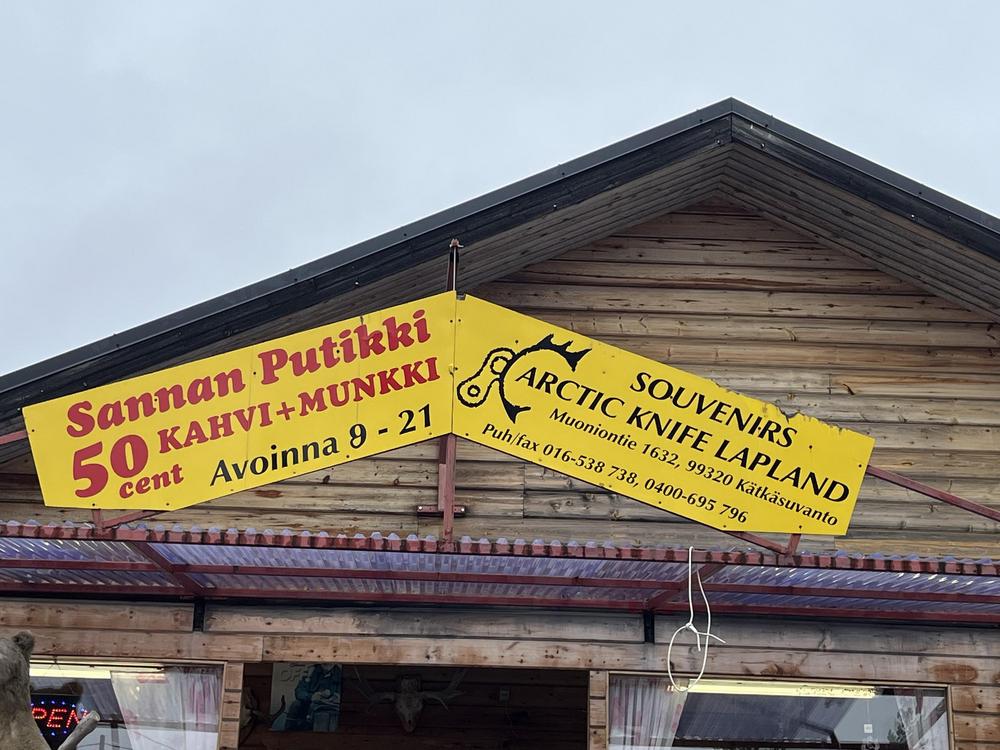 Sannan Putikki
50 cent KAHVI+MUNKKI
Avoinna 9 - 21
SOUVENIRS
ARCTIC KNIFE LAPLAND
Muoniontie 1632, 99320 Kätkäsuvanto
Puh/fax 016-538 738, 0400-695 796